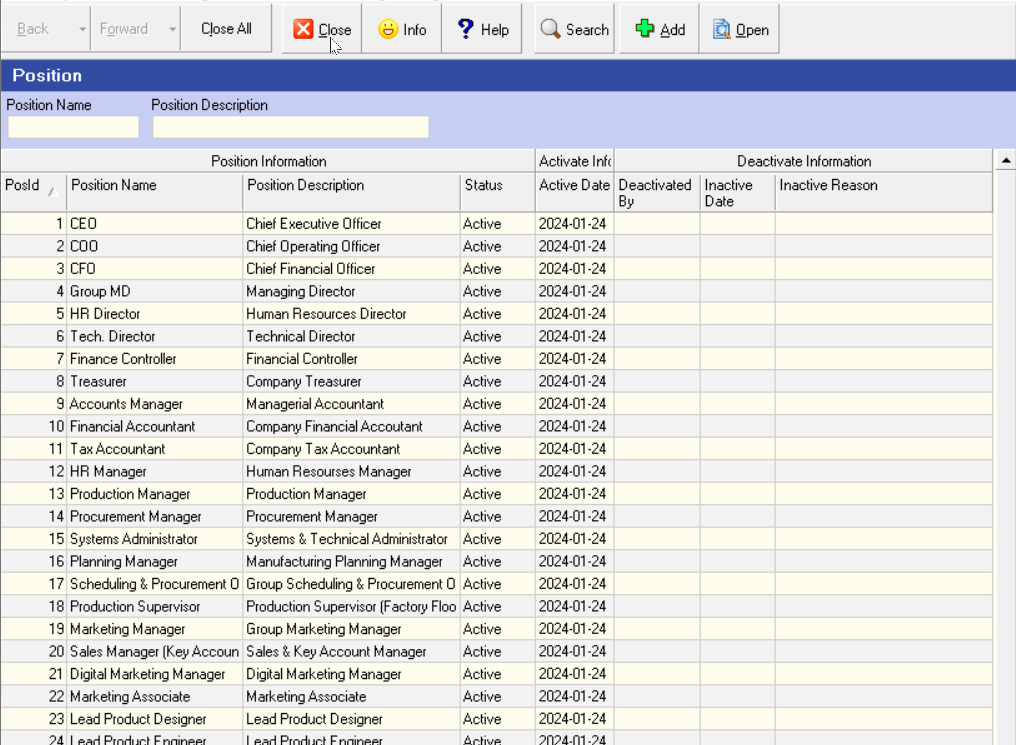 Back Forward Close All Close Info Help Search Add Open
Position
Position Name Position Description
Position Information Activate Info Deactivate Information
PosId Position Name Position Description Status Active Date Deactivated By Inactive Date Inactive Reason
1 CEO Chief Executive Officer Active 2024-01-24
2 COO Chief Operating Officer Active 2024-01-24
3 CFO Chief Financial Officer Active 2024-01-24
4 Group MD Managing Director Active 2024-01-24
5 HR Director Human Resources Director Active 2024-01-24
6 Tech. Director Technical Director Active 2024-01-24
7 Finance Controller Financial Controller Active 2024-01-24
8 Treasurer Company Treasurer Active 2024-01-24
9 Accounts Manager Managerial Accountant Active 2024-01-24
10 Financial Accountant Company Financial Accoutant Active 2024-01-24
11 Tax Accountant Company Tax Accountant Active 2024-01-24
12 HR Manager Human Resourses Manager Active 2024-01-24
13 Production Manager Production Manager Active 2024-01-24
14 Procurement Manager Procurement Manager Active 2024-01-24
15 Systems Administrator Systems & Technical Administrator Active 2024-01-24
16 Planning Manager Manufacturing Planning Manager Active 2024-01-24
17 Scheduling & Procurement O Group Scheduling & Procurement O Active 2024-01-24
18 Production Supervisor Production Supervisor (Factory Floo Active 2024-01-24
19 Marketing Manager Group Marketing Manager Active 2024-01-24
20 Sales Manager (Key Accoun Sales & Key Account Manager Active 2024-01-24
21 Digital Marketing Manager Digital Marketing Manager Active 2024-01-24
22 Marketing Associate Marketing Associate Active 2024-01-24
23 Lead Product Designer Lead Product Designer Active 2024-01-24
24 Lead Product Engineer Lead Product Engineer Active 2024-01-24